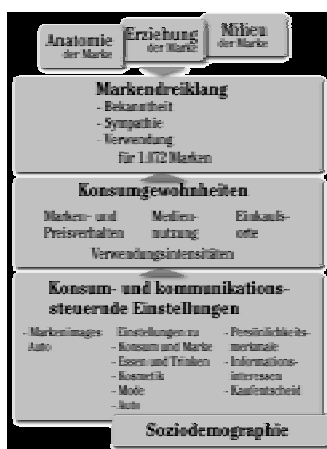 Anatomie
der Marke
Erziehung
der Marke
Milieu
der Marke
Markendreiklang
- Bekanntheit
- Sympathie
- Verwendung
für 1.072 Marken
Konsumgewohnheiten
Marken- und
Preisverhalten
Medien-
nutzung
Einkaufs-
orte
Verwendungsintensitäten
Konsum- und kommunikations-
steuernde Einstellungen
- Markenimages
Auto
Einstellungen zu
- Konsum und Marke
- Essen und Trinken
- Kosmetik
- Mode
- Auto
- Persönlichkeits-
merkmale
- Informations-
interessen
- Kaufentscheid
Soziodemographie